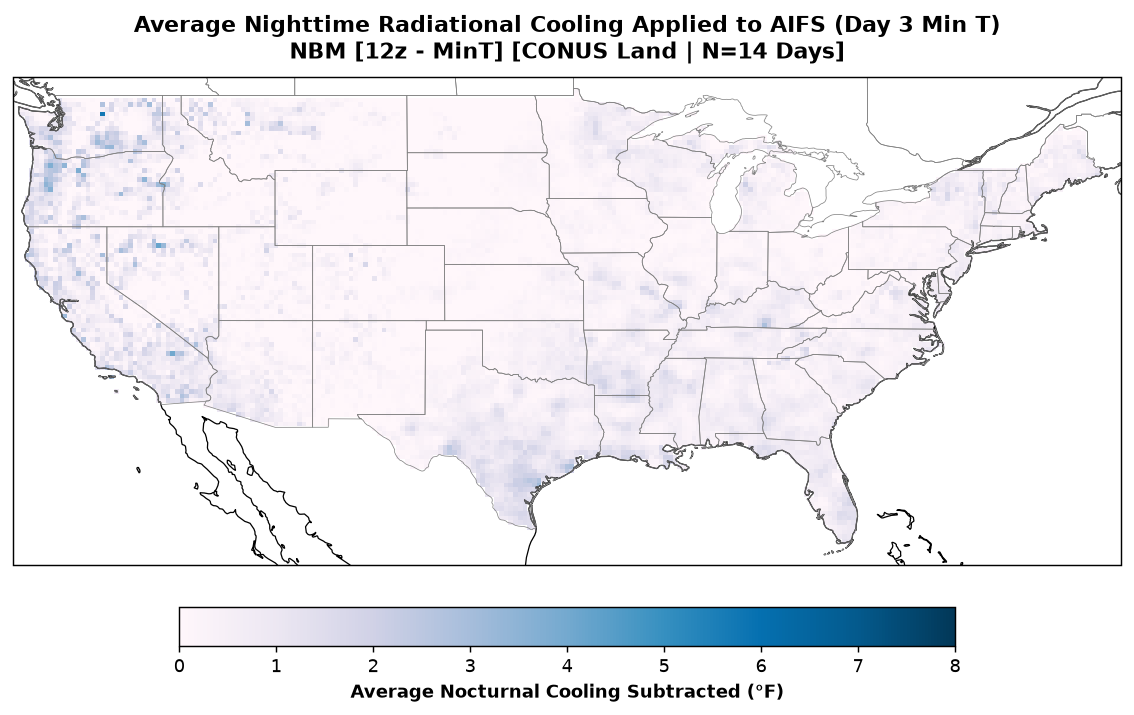 Average Nighttime Radiational Cooling Applied to AIFS (Day 3 Min T)
NBM [12z - MinT] [CONUS Land | N=14 Days]
0 1 2 3 4 5 6 7 8
Average Nocturnal Cooling Subtracted (°F)